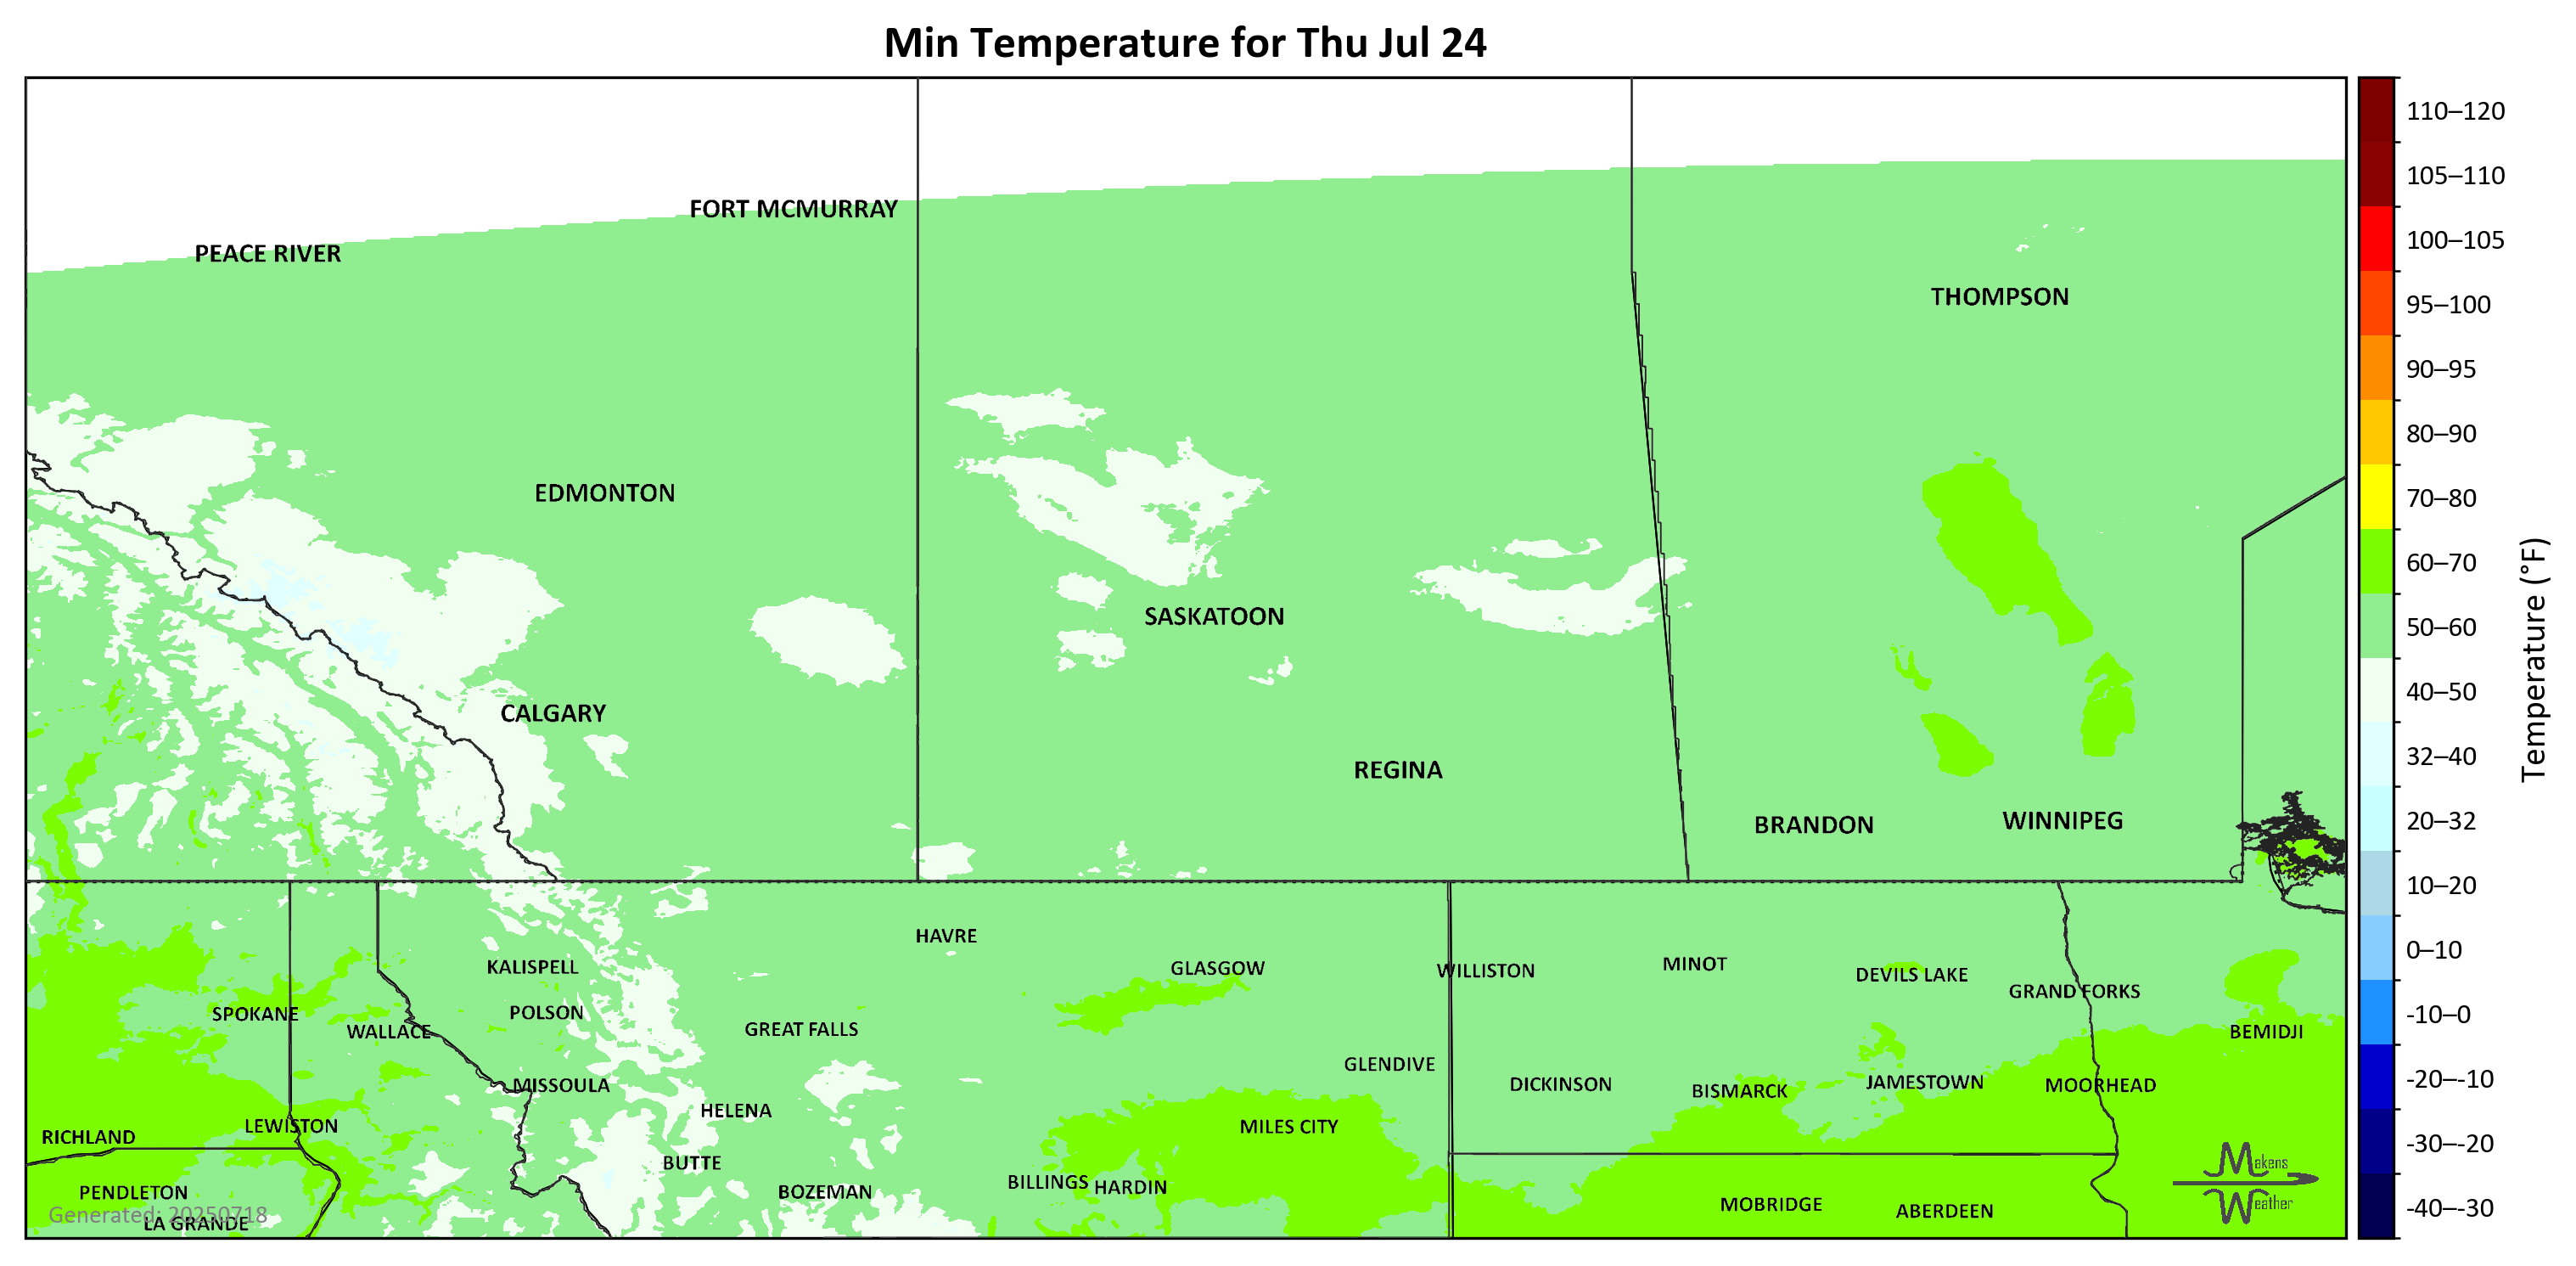 Min Temperature for Thu Jul 24
110–120
105–110
FORT MCMURRAY
100–105
PEACE RIVER
THOMPSON
95–100
90–95
80–90
EDMONTON
70–80
60–70
SASKATOON
50–60
Temperature (°F)
40–50
CALGARY
32–40
REGINA
20–32
BRANDON
WINNIPEG
10–20
HAVRE
0–10
KALISPELL
GLASGOW
WILLISTON
MINOT
DEVILS LAKE
GRAND FORKS
SPOKANE
POLSON
-10–0
WALLACE
GREAT FALLS
BEMIDJI
GLENDIVE
-20–-10
MISSOULA
DICKINSON
BISMARCK
JAMESTOWN
MOORHEAD
HELENA
LEWISTON
MILES CITY
RICHLAND
-30–-20
BUTTE
Makens
Weather
PENDLETON
BOZEMAN
BILLINGS
HARDIN
MOBRIDGE
ABERDEEN
-40–-30
Generated: 20250718
LA GRANDE